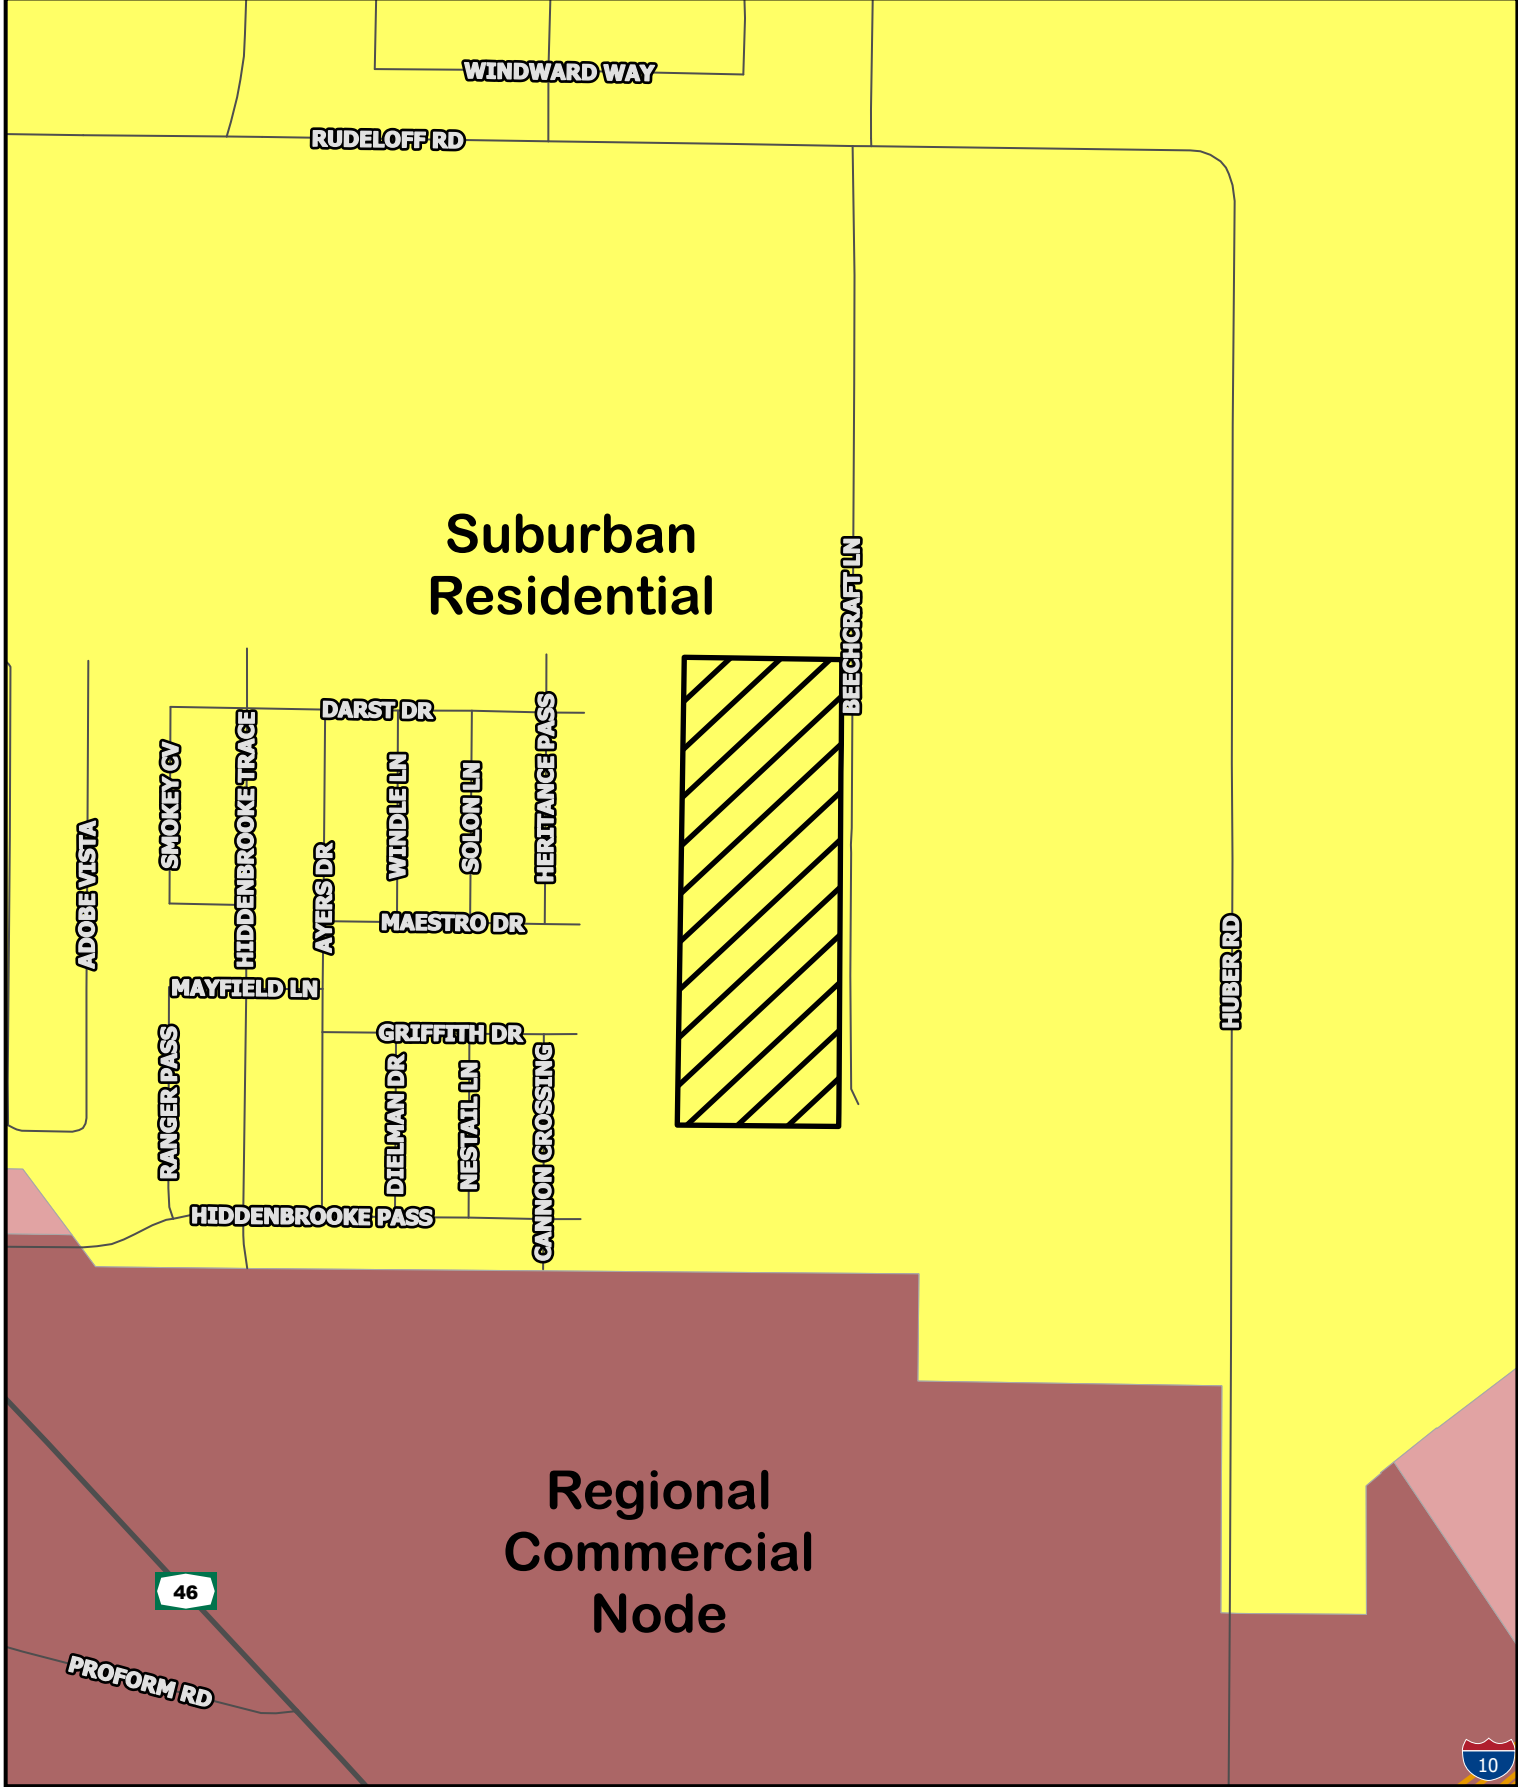 WINDWARD WAY
RUDELOFF RD
Suburban
Residential
BEECHCRAFT LN
DARST DR
SMOKEY CV
HIDDENBROOKE TRACE
WINDLE LN
SOLON LN
HERITANCE PASS
ADOBE VISTA
AYERS DR
MAESTRO DR
HUBER RD
MAYFIELD LN
GRIFFITH DR
RANGER PASS
DIELMAN DR
NESTAIL LN
CANNON CROSSING
HIDDENBROOKE PASS
Regional
Commercial
Node
46
PROFORM RD
10